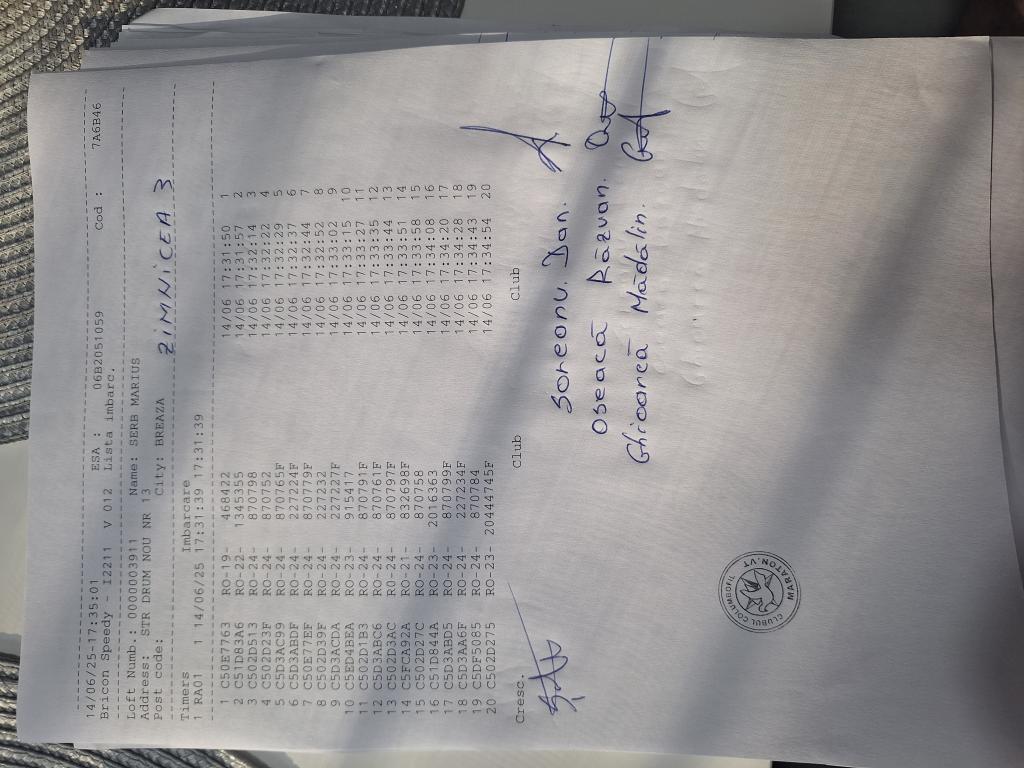 14/06/25-17:35:01 ESA : 06B2051059 Cod : 7A6B46
Bricon Speedy - I2211 V 012 Lista imbarc.
Loft Numb.: 0000003911 Name: SERB MARIUS
Address: STR DRUM NOU NR 13
Post code: City: BREAZA
ZIMNICEA 3
Timers Imbarcare
1 RA01 1 14/06/25 17:31:39 17:31:39
1 C50E7763 RO-19- 468422 14/06 17:31:50 1
2 C51D83A6 RO-22- 1345355 14/06 17:31:57 2
3 C502D513 RO-24- 870798 14/06 17:32:14 3
4 C502D23F RO-24- 870752 14/06 17:32:22 4
5 C5D3AC99 RO-24- 870765F 14/06 17:32:29 5
6 C5D3ABDF RO-24- 227224F 14/06 17:32:37 6
7 C50E77EF RO-24- 870779F 14/06 17:32:44 7
8 C502D39F RO-24- 227232 14/06 17:32:52 8
9 C5D3ACDA RO-24- 227227F 14/06 17:33:02 9
10 C5ED4BEA RO-23- 915417 14/06 17:33:15 10
11 C502D1B3 RO-24- 870791F 14/06 17:33:27 11
12 C5D3ABC6 RO-24- 870761F 14/06 17:33:35 12
13 C502D3AC RO-24- 870797F 14/06 17:33:44 13
14 C5FCA92A RO-21- 832698F 14/06 17:33:51 14
15 C502D27C RO-24- 870758 14/06 17:33:58 15
16 C51D844A RO-23- 2016363 14/06 17:34:08 16
17 C5D3ABD5 RO-24- 870799F 14/06 17:34:20 17
18 C5D3AA6F RO-24- 227234F 14/06 17:34:28 18
19 C5DF5085 RO-24- 870784 14/06 17:34:43 19
20 C502D275 RO-23- 20444745F 14/06 17:34:54 20
Cresc. Club Club
Soreanu. Dan.
Oseacă Răzvan.
Ghioancă Mădălin.
CLUBUL COLUMBOFIL
VM MARATON.VT